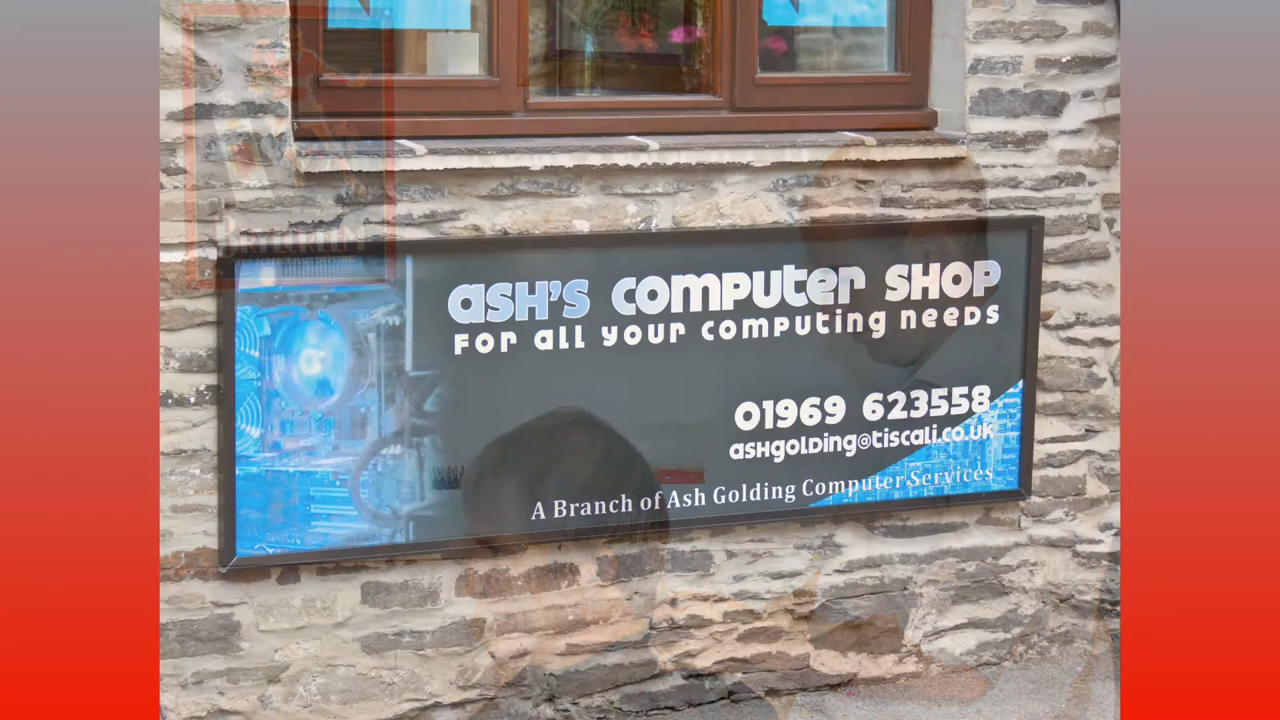 ASH'S COMPUTER SHOP
FOR ALL YOUR COMPUTING NEEDS
01969 623558
ashgolding@tiscali.co.uk
A Branch of Ash Golding Computer Services